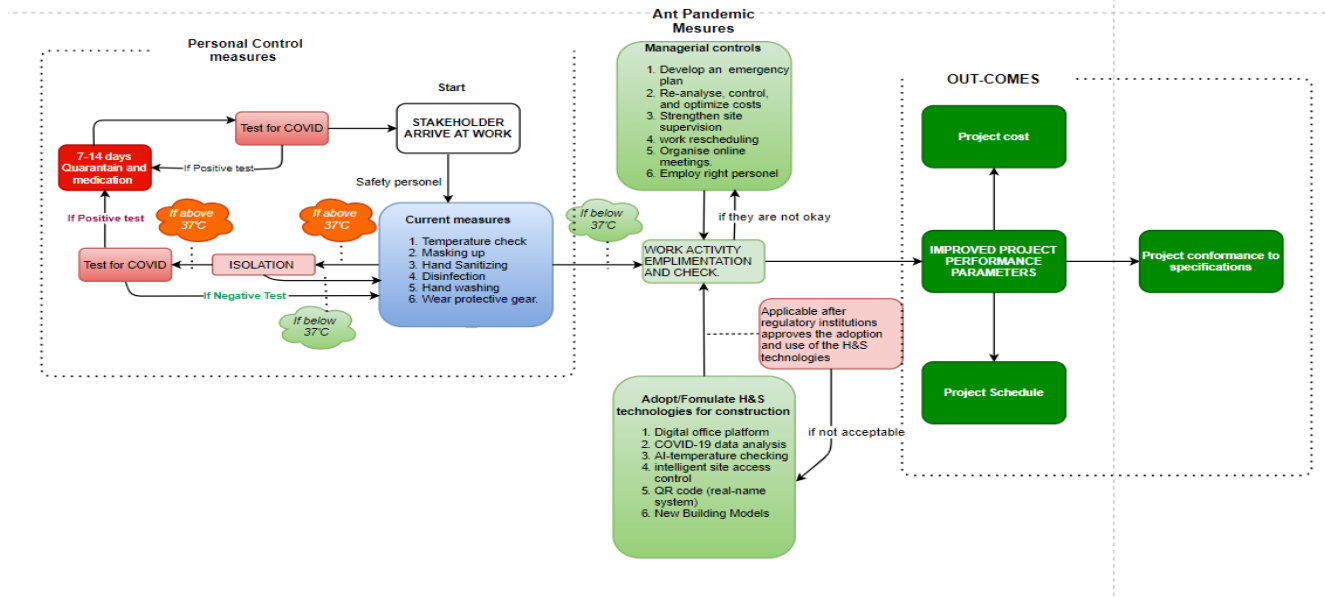 Ant Pandemic
Mesures
Personal Control
measures
Start
Test for COVID
STAKEHOLDER
ARRIVE AT WORK
7-14 days
Quarantain and
medication
If Positive test
Safety personel
If Positive test
If above
37'C
If above
37'C
Test for COVID
ISOLATION
If Negative Test
If below
37'C
Current measures
1. Temperature check
2. Masking up
3. Hand Sanitizing
4. Disinfection
5. Hand washing
6. Wear protective gear.
If below
37'C
Managerial controls
1. Develop an emergency
plan
2. Re-analyse, control,
and optimize costs
3. Strengthen site
supervision
4. work rescheduling
5. Organise online
meetings.
6. Employ right personel
if they are not okay
WORK ACTIVITY
EMPLIMENTATION
AND CHECK.
Applicable after
regulatory institutions
approves the adoption
and use of the H&S
technologies
if not acceptable
Adopt/Fomulate H&S
technologies for construction
1. Digital office platform
2. COVID-19 data analysis
3. AI-temperature checking
4. intelligent site access
control
5. QR code (real-name
system)
6. New Building Models
OUT-COMES
Project cost
IMPROVED PROJECT
PERFORMANCE
PARAMETERS
Project conformance to
specifications
Project Schedule